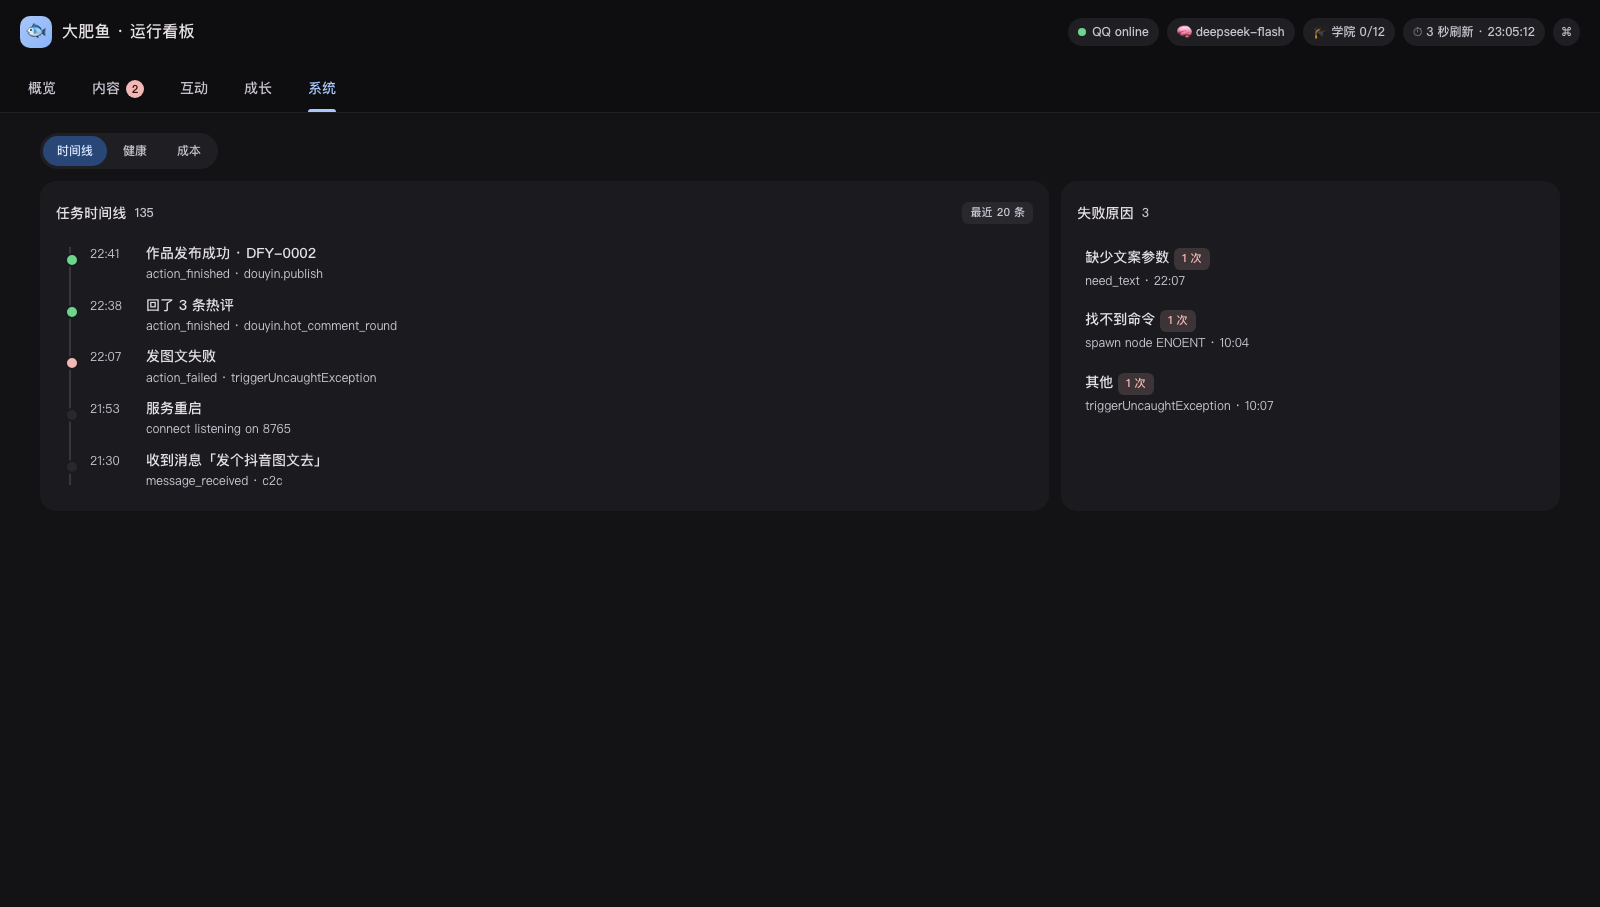 大肥鱼 · 运行看板
QQ online
deepseek-flash
学院 0/12
3 秒刷新 · 23:05:12
⌘
概览
内容 2
互动
成长
系统
时间线
健康
成本
任务时间线 135
最近 20 条
22:41 作品发布成功 · DFY-0002
action_finished · douyin.publish
22:38 回了 3 条热评
action_finished · douyin.hot_comment_round
22:07 发图文失败
action_failed · triggerUncaughtException
21:53 服务重启
connect listening on 8765
21:30 收到消息「发个抖音图文去」
message_received · c2c
失败原因 3
缺少文案参数 1 次
need_text · 22:07
找不到命令 1 次
spawn node ENOENT · 10:04
其他 1 次
triggerUncaughtException · 10:07